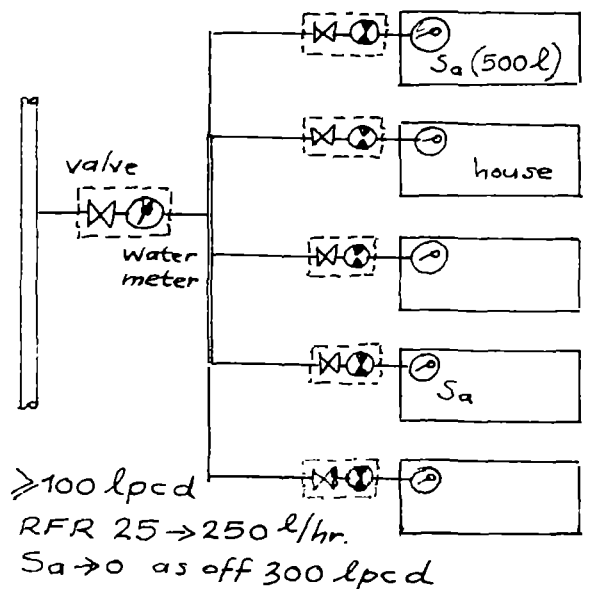 Sa (500 l)
valve
house
water
meter
Sa
⩾100 lpcd
RFR 25 → 250 l/hr.
Sa → 0 as off 300 lpcd